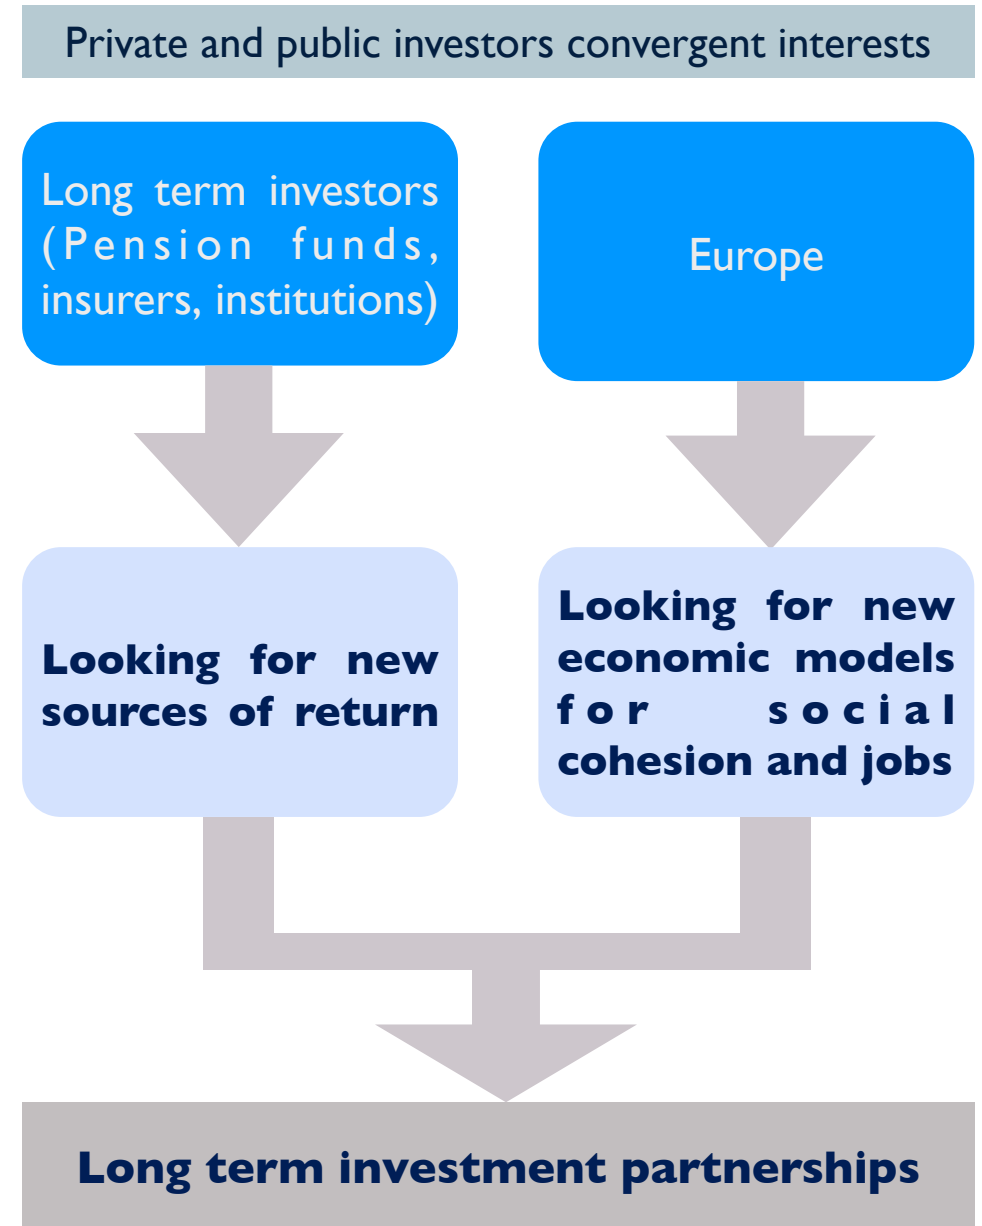 Private and public investors convergent interests
Long term investors
(Pension funds,
insurers, institutions)
Europe
Looking for new
sources of return
Looking for new
economic models
for social
cohesion and jobs
Long term investment partnerships